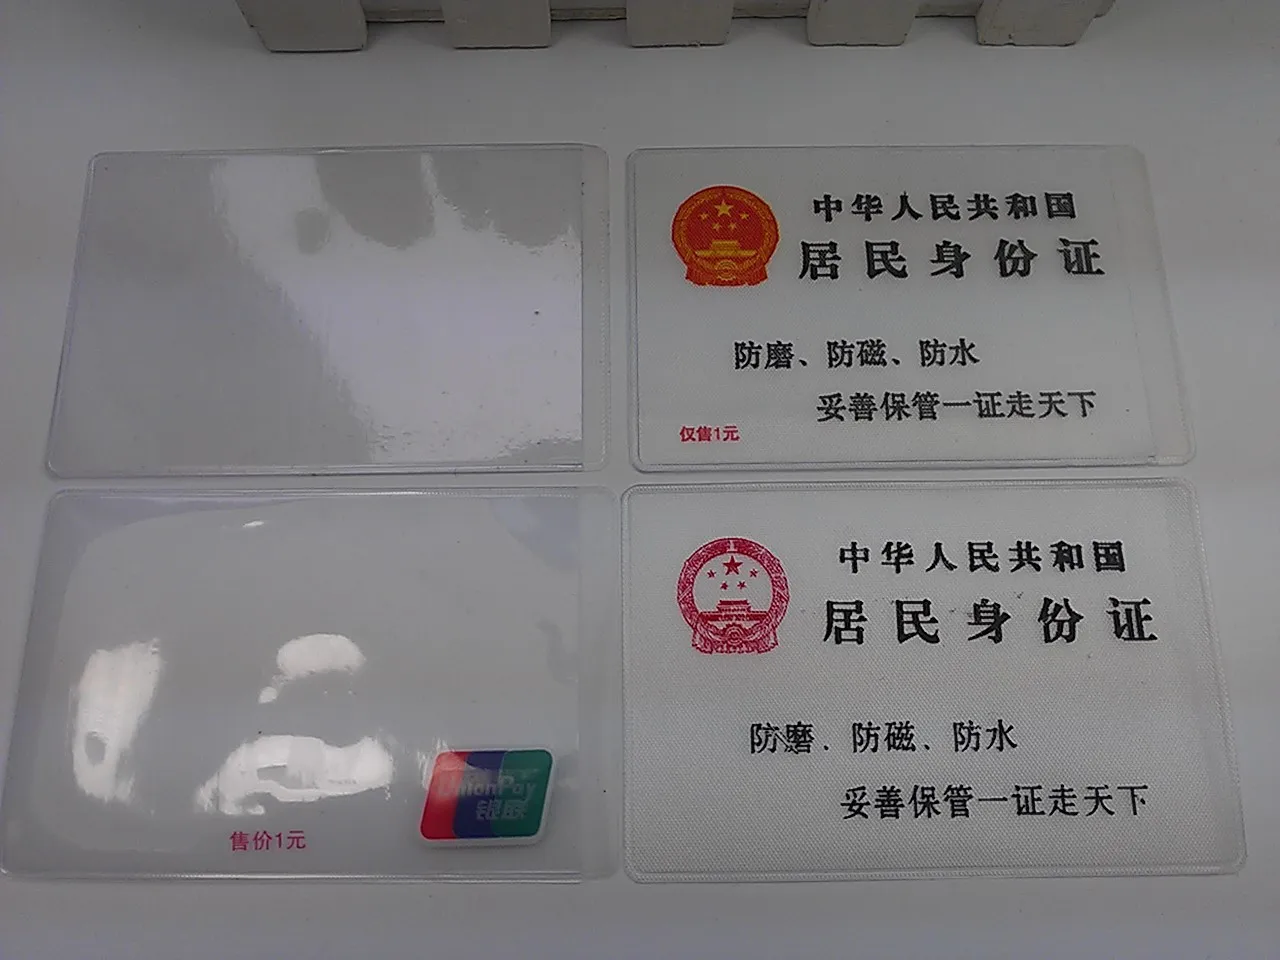 中华人民共和国
居民身份证
防磨、防磁、防水
妥善保管一证走天下
仅售1元
UnionPay
银联
售价1元
中华人民共和国
居民身份证
防磨．防磁．防水
妥善保管一证走天下